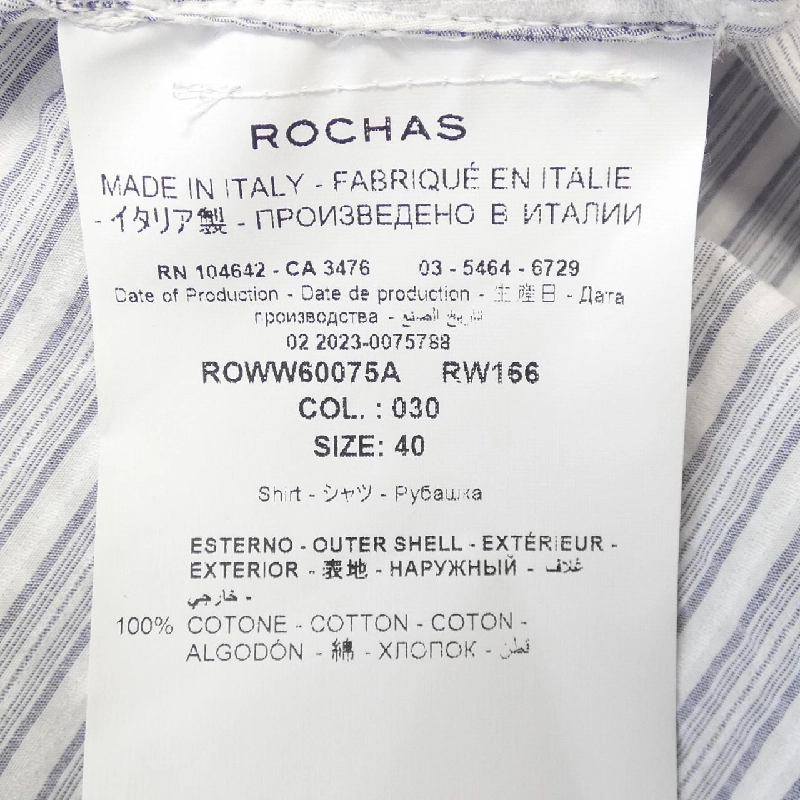 ROCHAS
MADE IN ITALY - FABRIQUÉ EN ITALIE
- イタリア製 - ПРОИЗВЕДЕНО В ИТАЛИИ
RN 104642 - CA 3476 03 - 5464 - 6729
Date of Production - Date de production - 生産日 - Дата
производства - تاريخ الصنع
02 2023-0075788
ROWW60075A RW166
COL. : 030
SIZE: 40
Shirt - シャツ - Рубашка
ESTERNO - OUTER SHELL - EXTÉRIEUR -
EXTERIOR - 表地 - НАРУЖНЫЙ - غلاف
خارجي -
100% COTONE - COTTON - COTON -
ALGODÓN - 綿 - ХЛОПОК - قطن